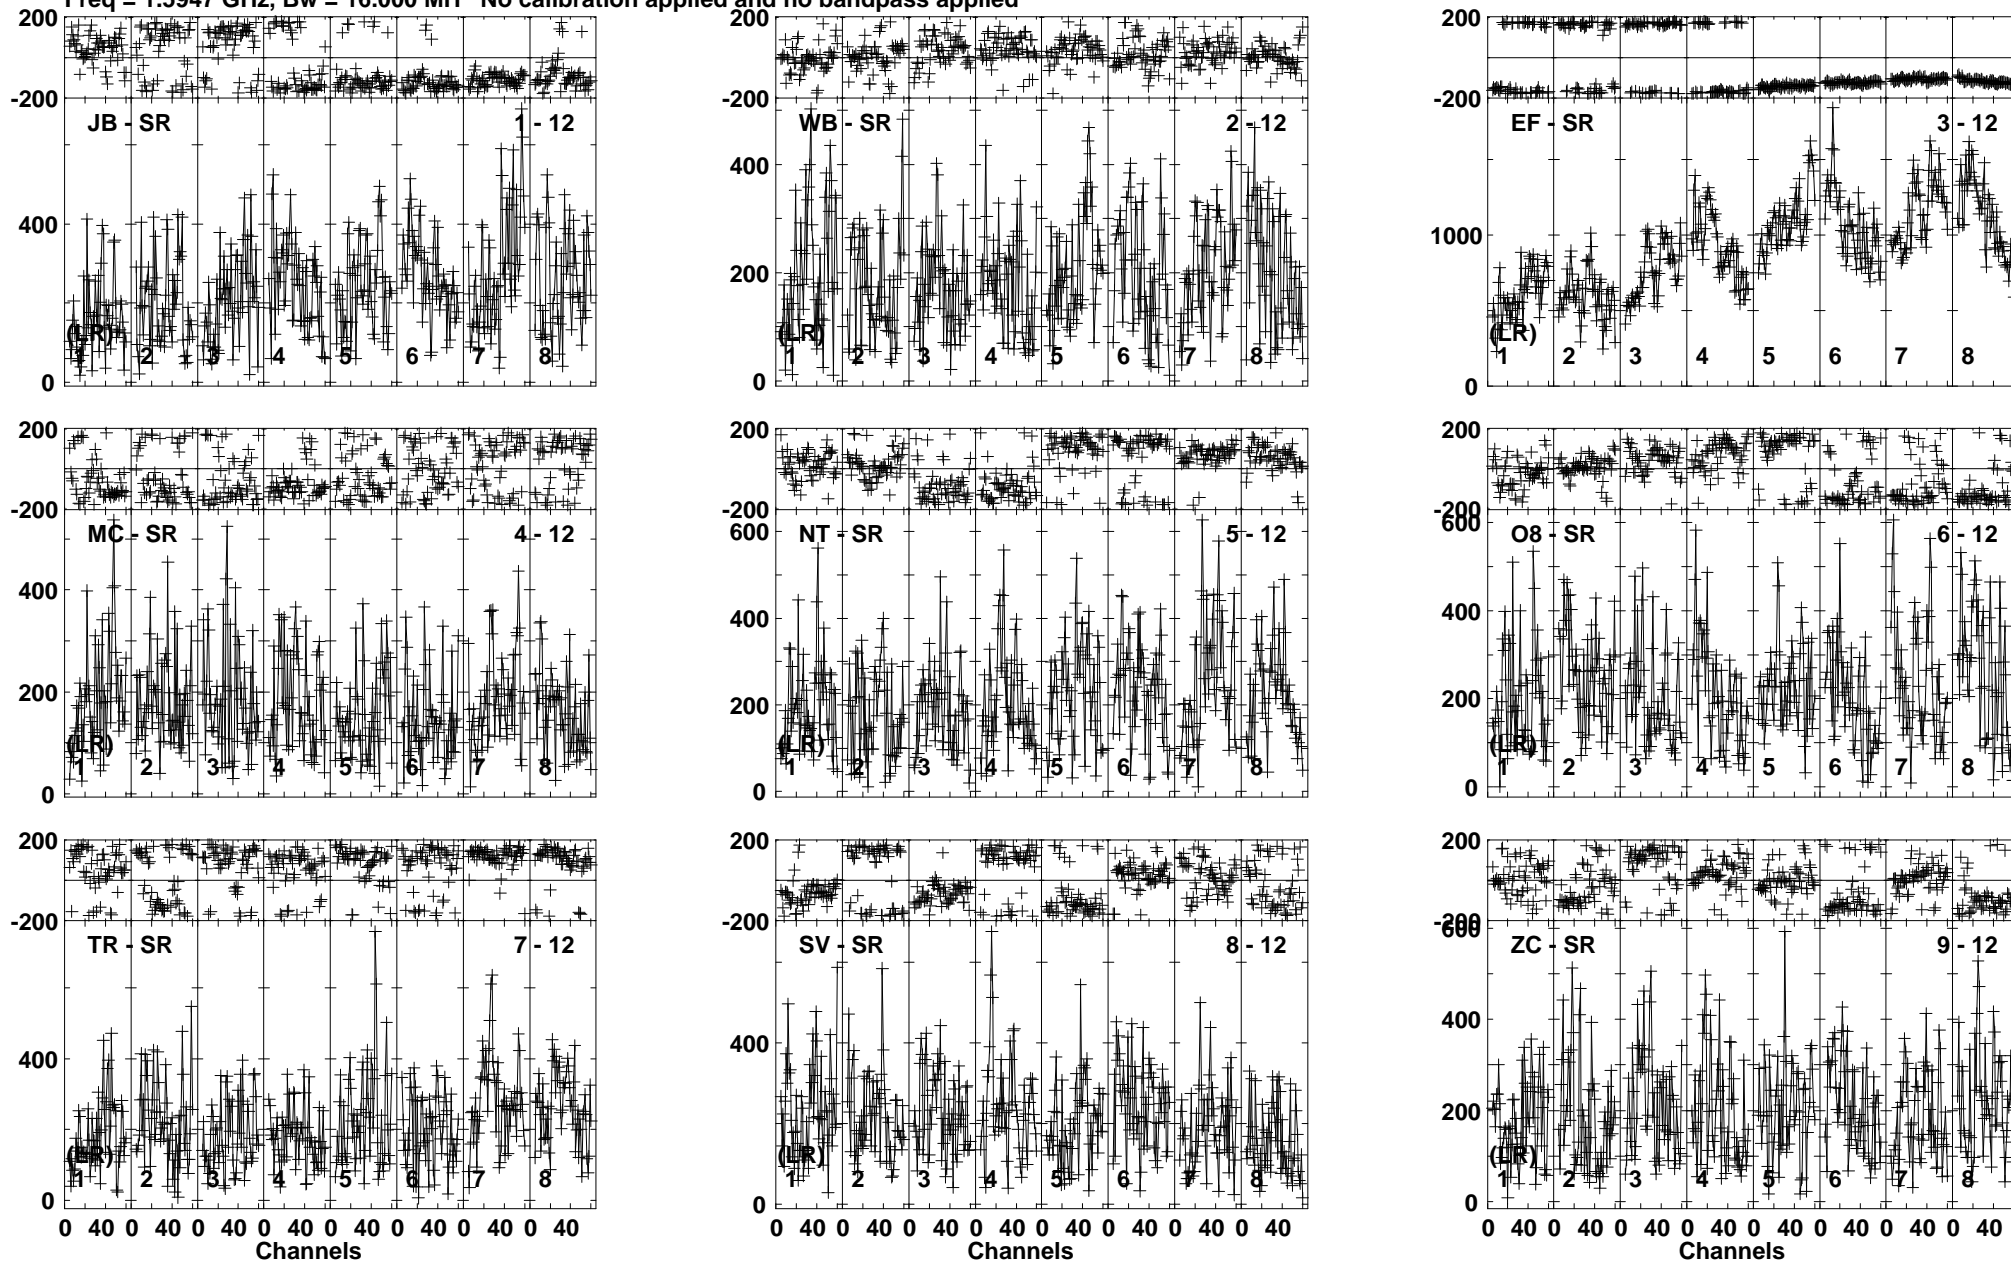 Freq = 1.5947 GHz, Bw = 16.000 MH No calibration applied and no bandpass applied
200 200 200
-200 -200 -200
JB - SR 1 - 12 WB - SR 2 - 12 EF - SR 3 - 12
400 400 1000
200
(LR) (LR) (LR)
1 2 3 4 5 6 7 8 1 2 3 4 5 6 7 8 1 2 3 4 5 6 7 8
0 0 0
200 200 200
-200 -200 -200
MC - SR 4 - 12 NT - SR 5 - 12 O8 - SR 6 - 12
600 600
400 400 400
200 200 200
(LR) (LR) (LR)
1 2 3 4 5 6 7 8 1 2 3 4 5 6 7 8 1 2 3 4 5 6 7 8
0 0 0
200 200 200
-200 -200 -200
600
TR - SR 7 - 12 SV - SR 8 - 12 ZC - SR 9 - 12
400 400 400
200
(LR) (LR) (LR)
1 2 3 4 5 6 7 8 1 2 3 4 5 6 7 8 1 2 3 4 5 6 7 8
0 0 0
0 40 0 40 0 40 0 40 0 40 0 40 0 40 0 40 0 40 0 40 0 40 0 40 0 40 0 40 0 40 0 40 0 40 0 40 0 40 0 40 0 40 0 40 0 40 0 40
Channels Channels Channels